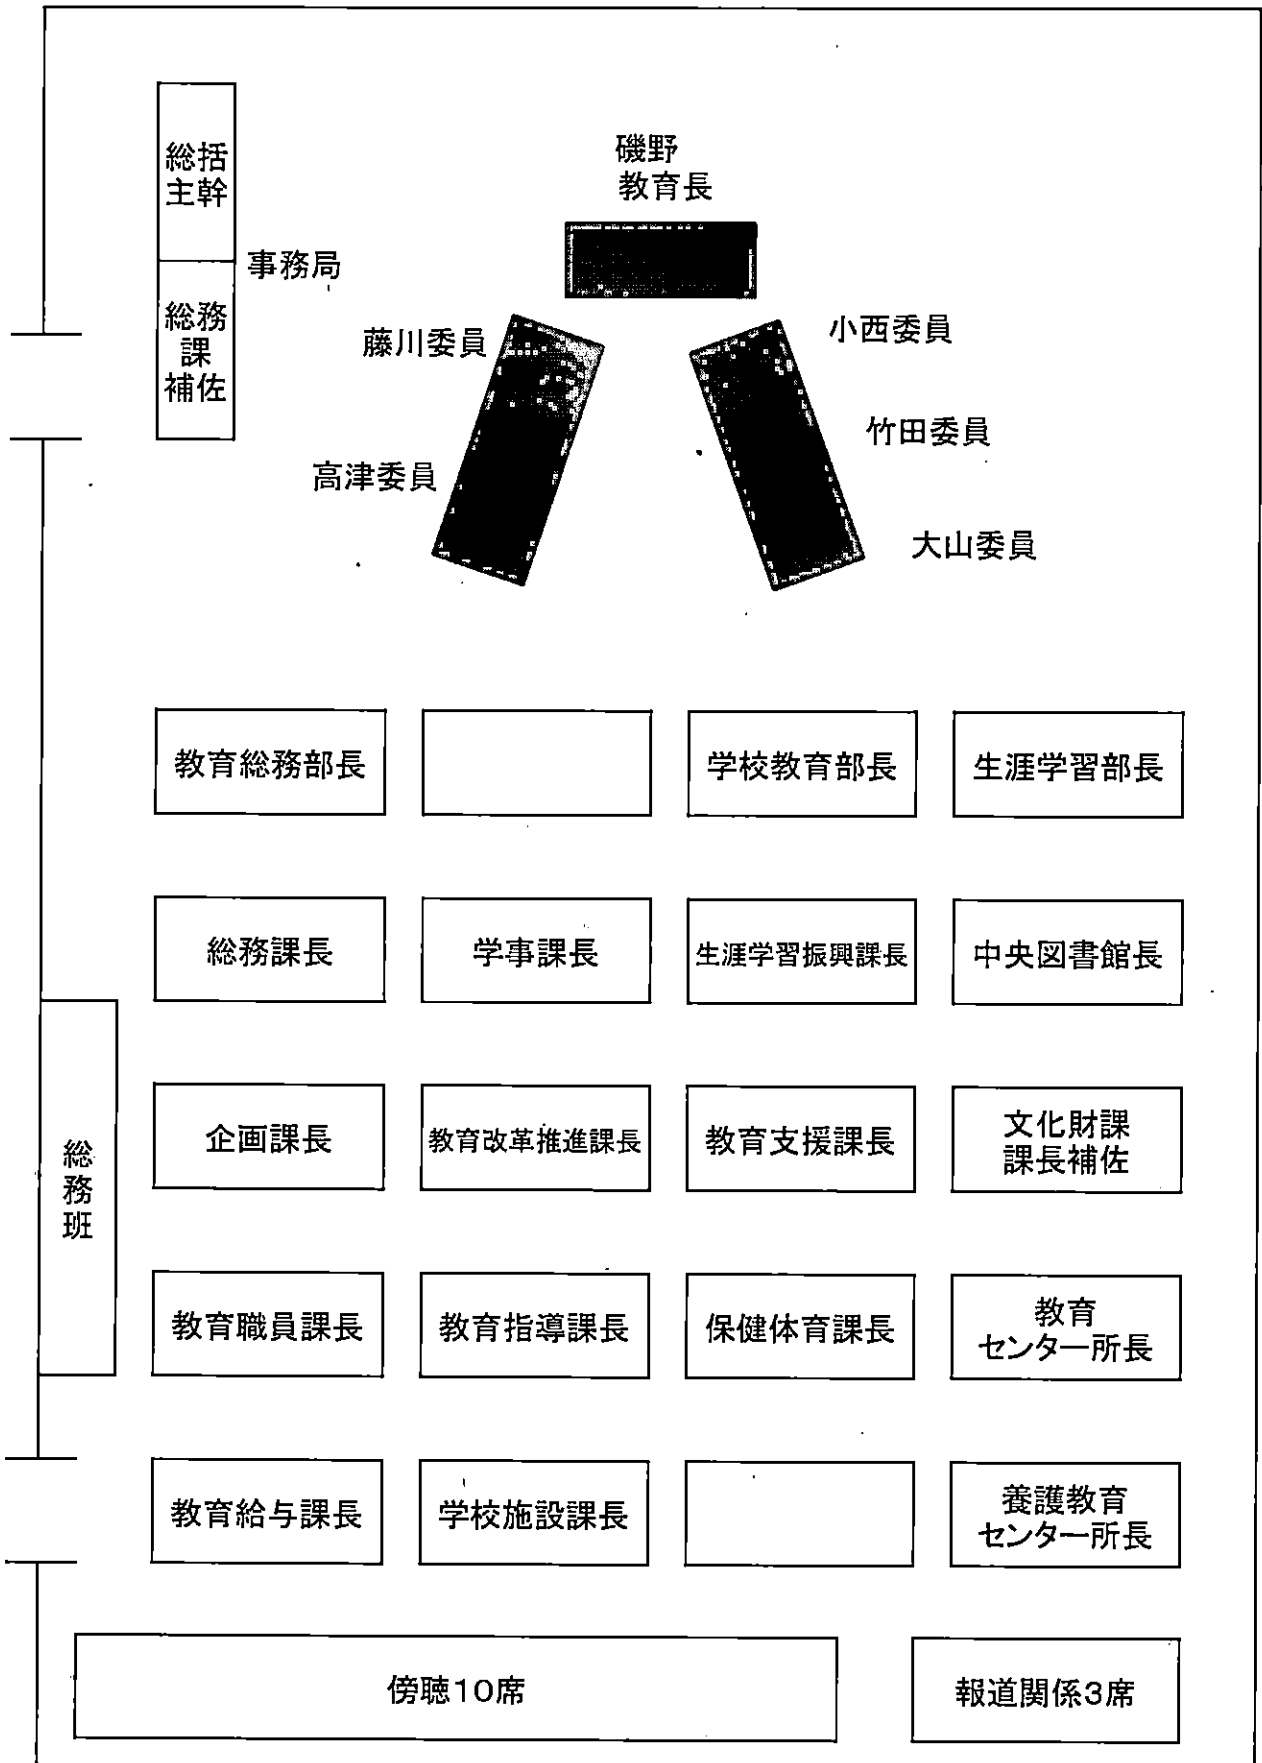 総括
主幹
事務局
総務
課
補佐
磯野
教育長
藤川委員
小西委員
高津委員
竹田委員
大山委員
教育総務部長
学校教育部長
生涯学習部長
総務課長
学事課長
生涯学習振興課長
中央図書館長
総務班
企画課長
教育改革推進課長
教育支援課長
文化財課
課長補佐
教育職員課長
教育指導課長
保健体育課長
教育
センター所長
教育給与課長
学校施設課長
養護教育
センター所長
傍聴10席
報道関係3席